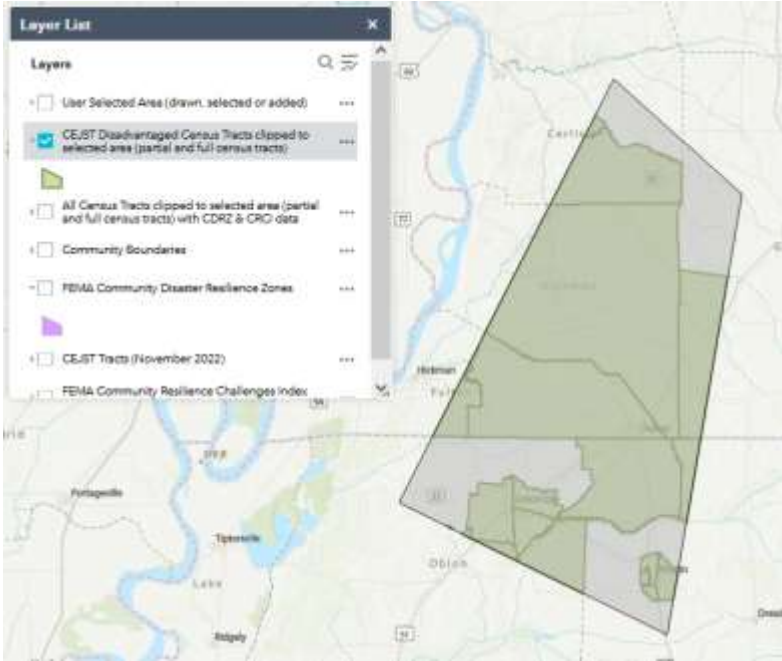 Layer List
Layers
User Selected Area (drawn, selected or added)
CEJST Disadvantaged Census Tracts clipped to
selected area (partial and full census tracts)
All Census Tracts clipped to selected area (partial
and full census tracts) with CDRZ & CRCI data
Community Boundaries
FEMA Community Disaster Resilience Zones
CEJST Tracts (November 2022)
FEMA Community Resilience Challenges Index
Hickman
Portageville
Tiptonville
Lake
Obion
Ridgely